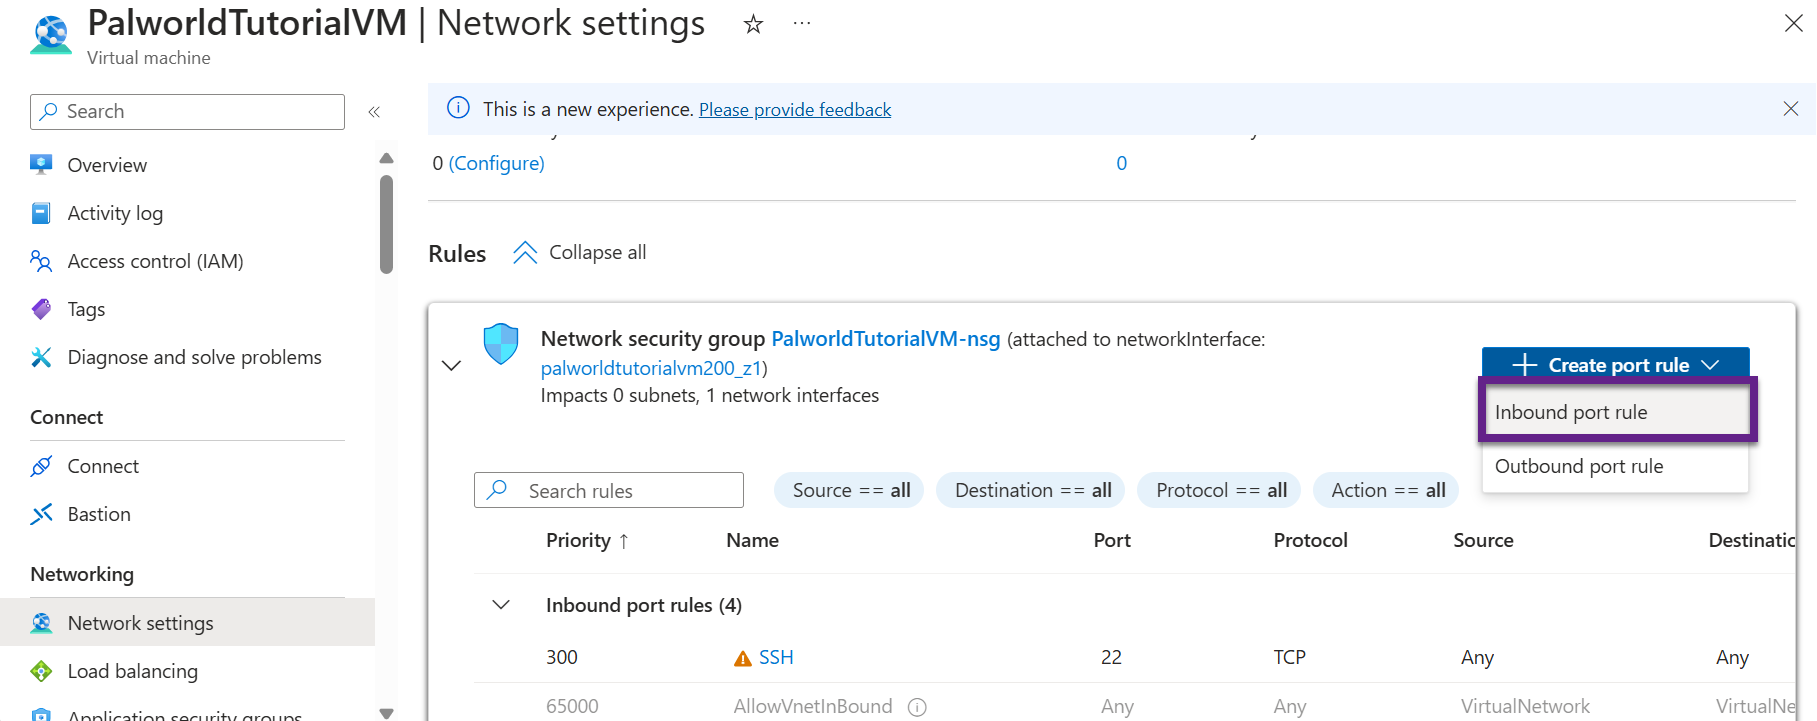 PalworldTutorialVM | Network settings
Virtual machine
Search
This is a new experience. Please provide feedback
0 (Configure)
0
Overview
Activity log
Access control (IAM)
Tags
Diagnose and solve problems
Connect
Connect
Bastion
Networking
Network settings
Load balancing
Application security groups
Rules
Collapse all
Network security group PalworldTutorialVM-nsg (attached to networkInterface:
palworldtutorialvm200_z1)
Impacts 0 subnets, 1 network interfaces
Create port rule
Inbound port rule
Outbound port rule
Search rules
Source == all
Destination == all
Protocol == all
Action == all
Priority ↑ Name Port Protocol Source Destinatic
Inbound port rules (4)
300 SSH 22 TCP Any Any
65000 AllowVnetInBound Any Any VirtualNetwork VirtualNe